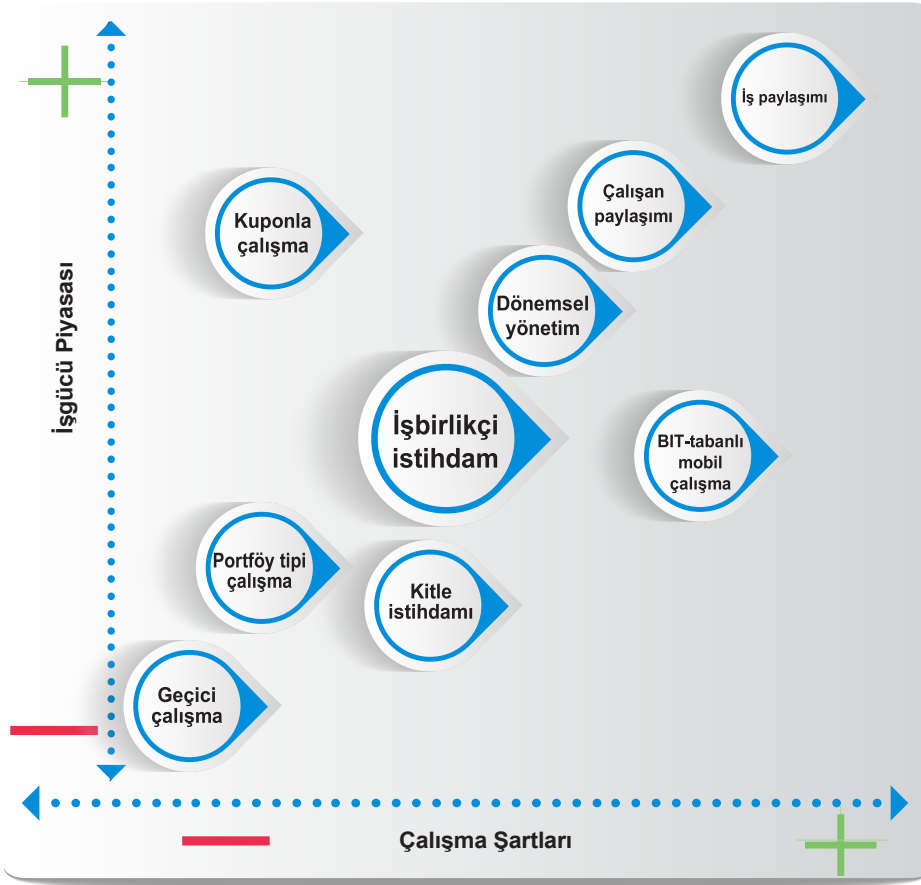 İş paylaşımı
Çalışan
paylaşımı
Kuponla
çalışma
Dönemsel
yönetim
İşgücü Piyasası
İşbirlikçi
istihdam
BIT-tabanlı
mobil
çalışma
Portföy tipi
çalışma
Kitle
istihdamı
Geçici
çalışma
Çalışma Şartları